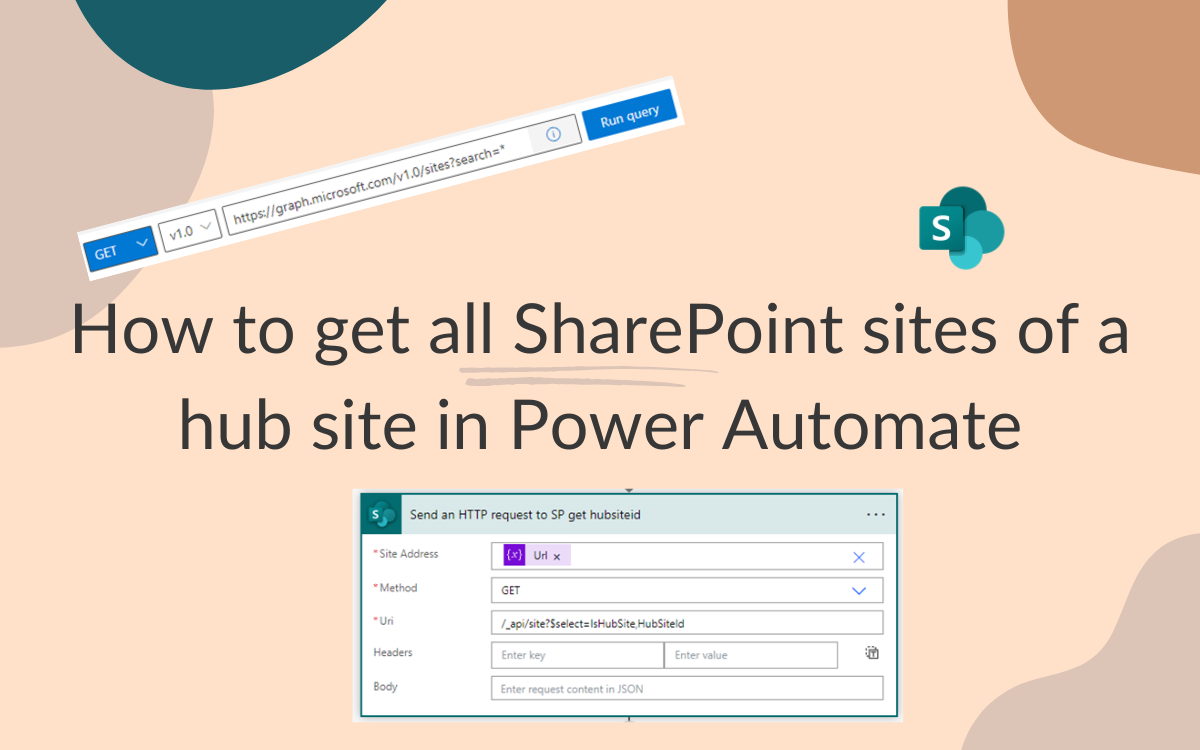 GET v1.0 https://graph.microsoft.com/v1.0/sites?search=* Run query
S
How to get all SharePoint sites of a
hub site in Power Automate
S Send an HTTP request to SP get hubsiteid ...
*Site Address {x} Url ×
*Method GET
*Uri /_api/site?$select=IsHubSite,HubSiteId
Headers Enter key Enter value
Body Enter request content in JSON